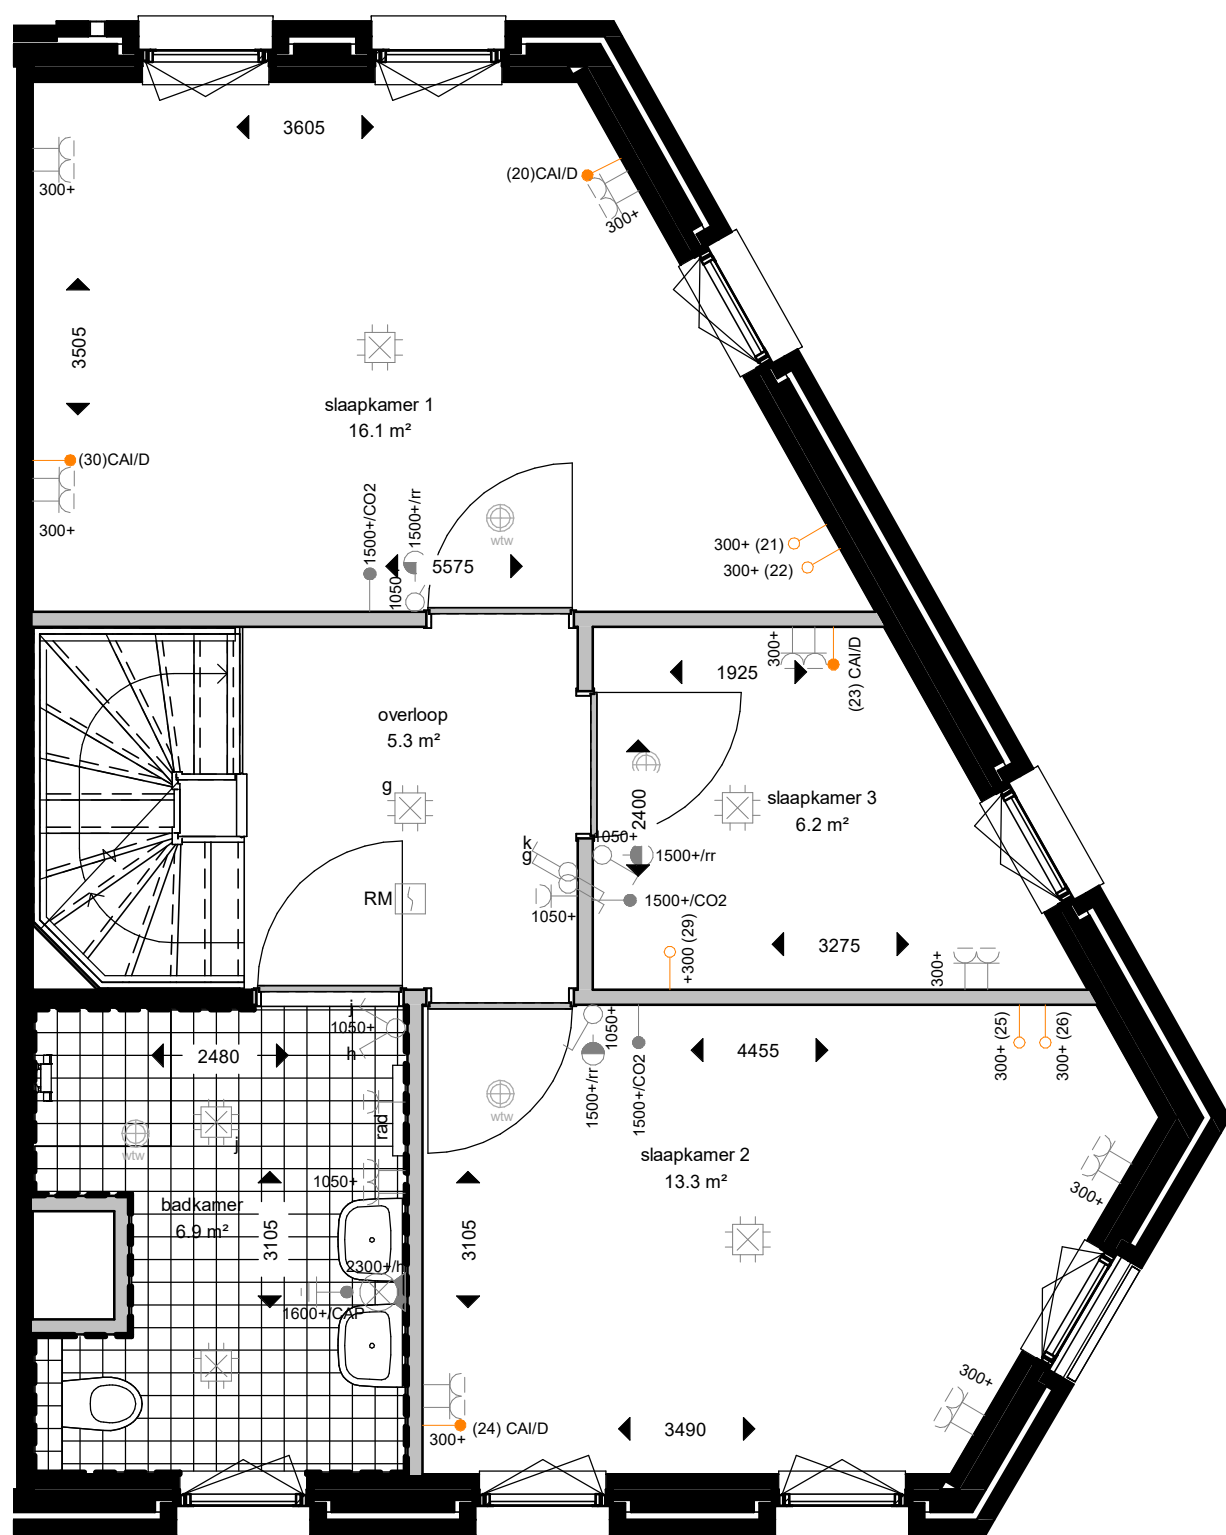 3605
(20)CAI/D
300+
300+
3505
slaapkamer 1
16.1 m²
(30)CAI/D
300+
1500+/CO2
1500+/rr
1050+
5575
wtw
300+ (21)
300+ (22)
300+
1925
(23) CAI/D
overloop
5.3 m²
g
2400
slaapkamer 3
6.2 m²
k
g
1050+
1500+/rr
RM
1050+
1500+/CO2
+300 (29)
3275
300+
j
1050+
h
2480
1050+
1500+/rr
1500+/CO2
4455
300+ (25)
300+ (26)
wtw
rad
j
wtw
slaapkamer 2
13.3 m²
1050+
badkamer
6.9 m²
3105
3105
300+
2300+/h
1600+/CAP
300+
(24) CAI/D
300+
3490